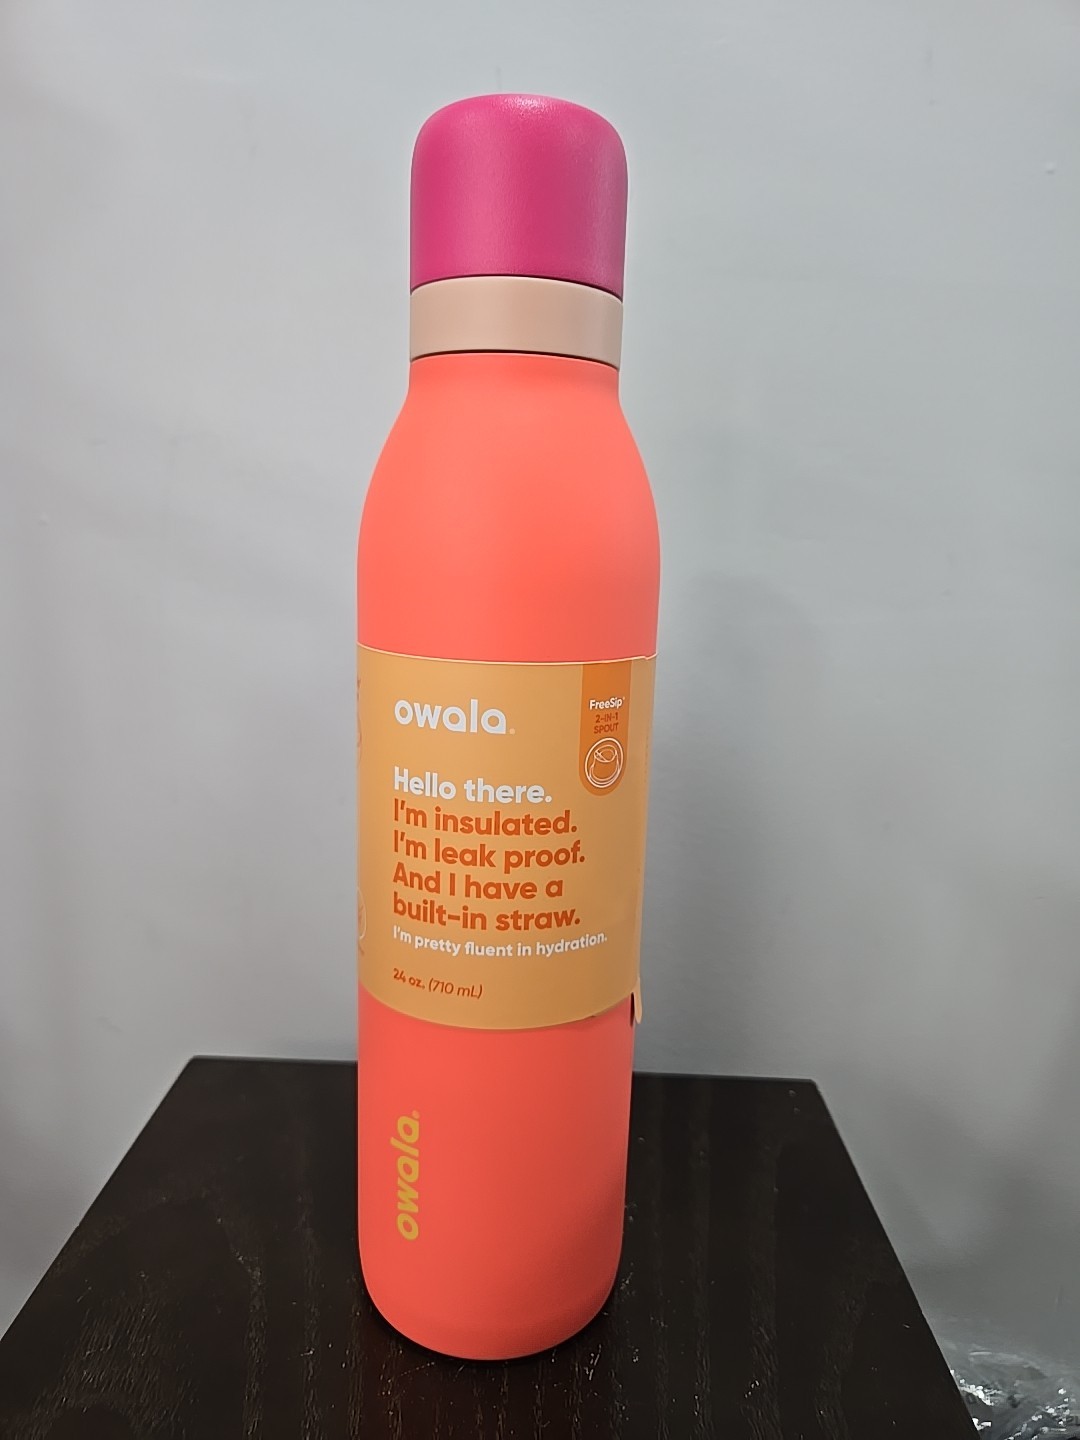 owala.
FreeSip
2-IN-1
SPOUT
Hello there.
I'm insulated.
I'm leak proof.
And I have a
built-in straw.
I'm pretty fluent in hydration.
24 oz. (710 mL)
owala.